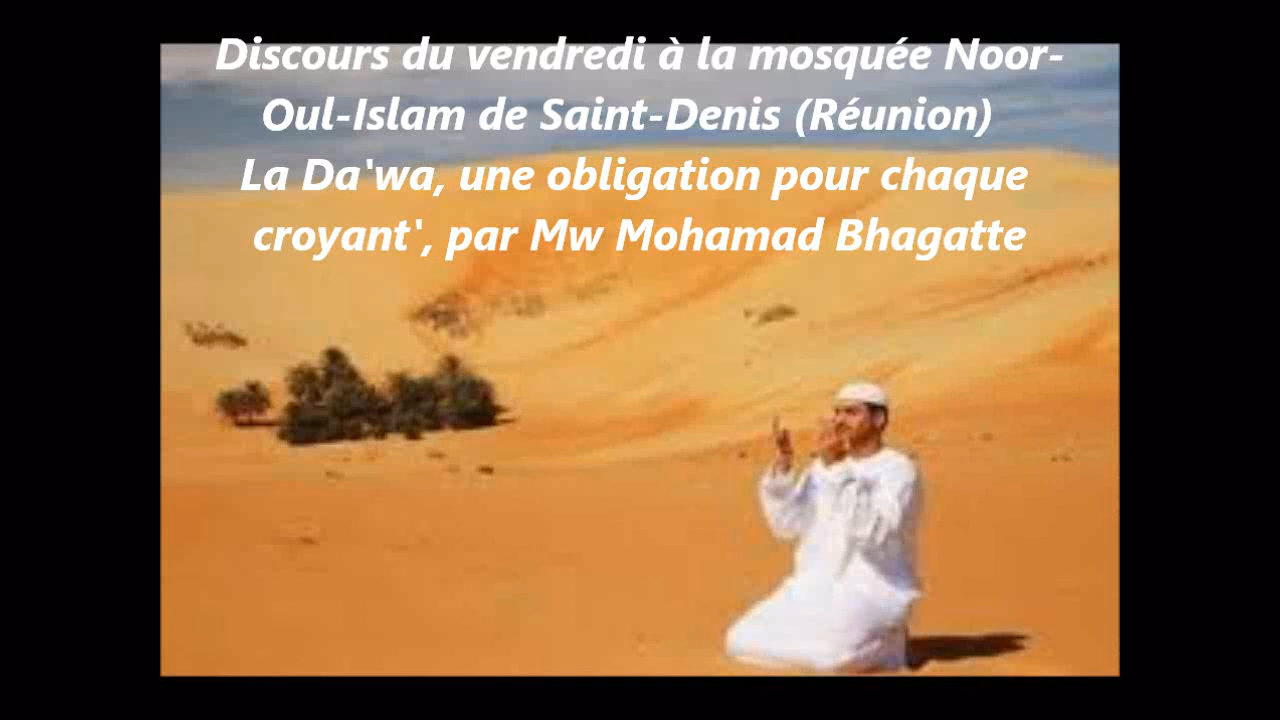 Discours du vendredi à la mosquée Noor-
Oul-Islam de Saint-Denis (Réunion)
La Da'wa, une obligation pour chaque
croyant', par Mw Mohamad Bhagatte